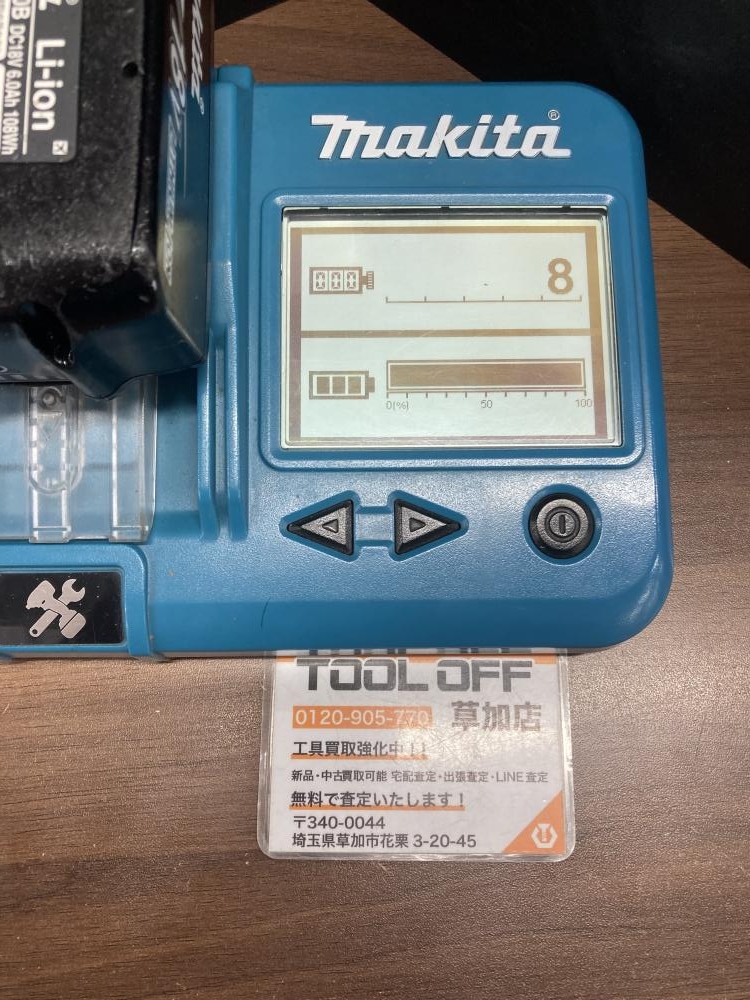 0B DC18V 6.0Ah 108Wh
Li-ion
makita
8
0(%) 50 100
TOOL OFF
0120-905-770 草加店
工具買取強化中!!
新品・中古買取可能 宅配査定・出張査定・LINE査定
無料で査定いたします!
〒340-0044
埼玉県草加市花栗 3-20-45